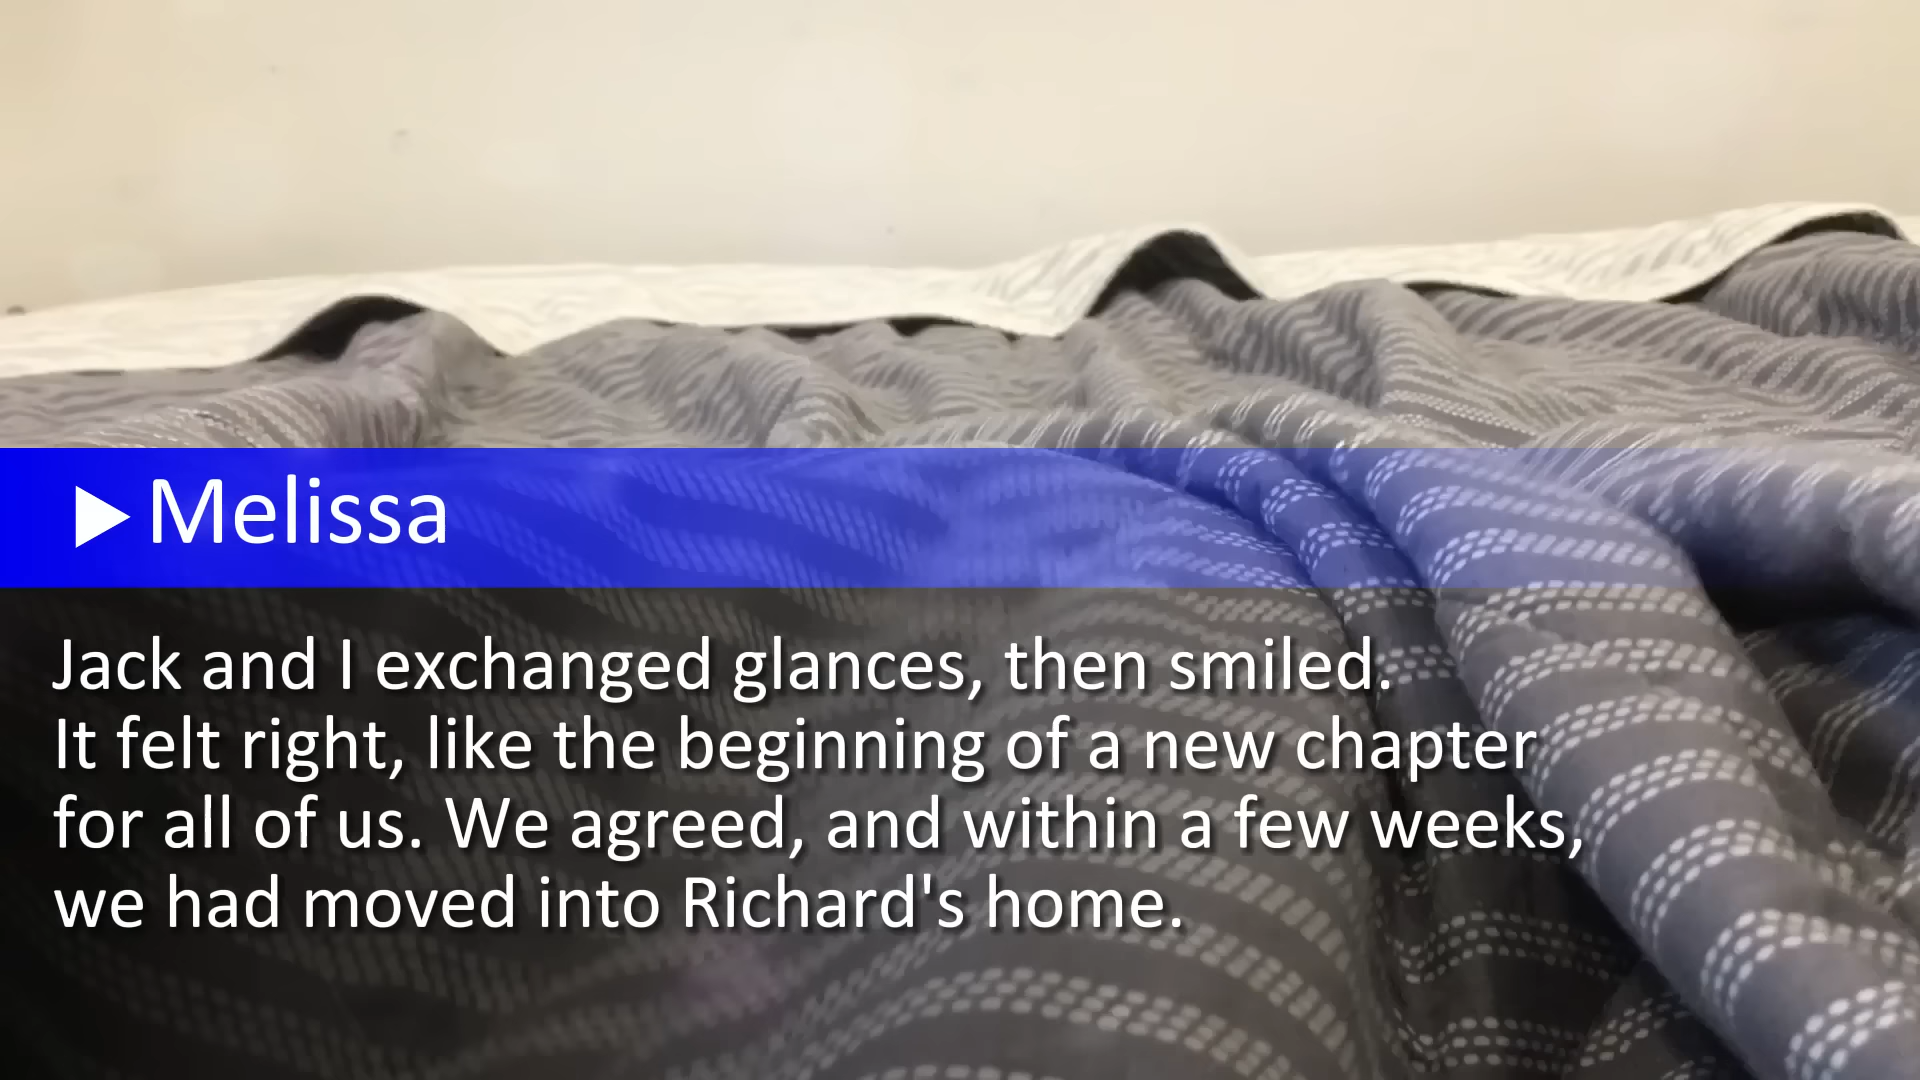 Melissa
Jack and I exchanged glances, then smiled.
It felt right, like the beginning of a new chapter
for all of us. We agreed, and within a few weeks,
we had moved into Richard's home.